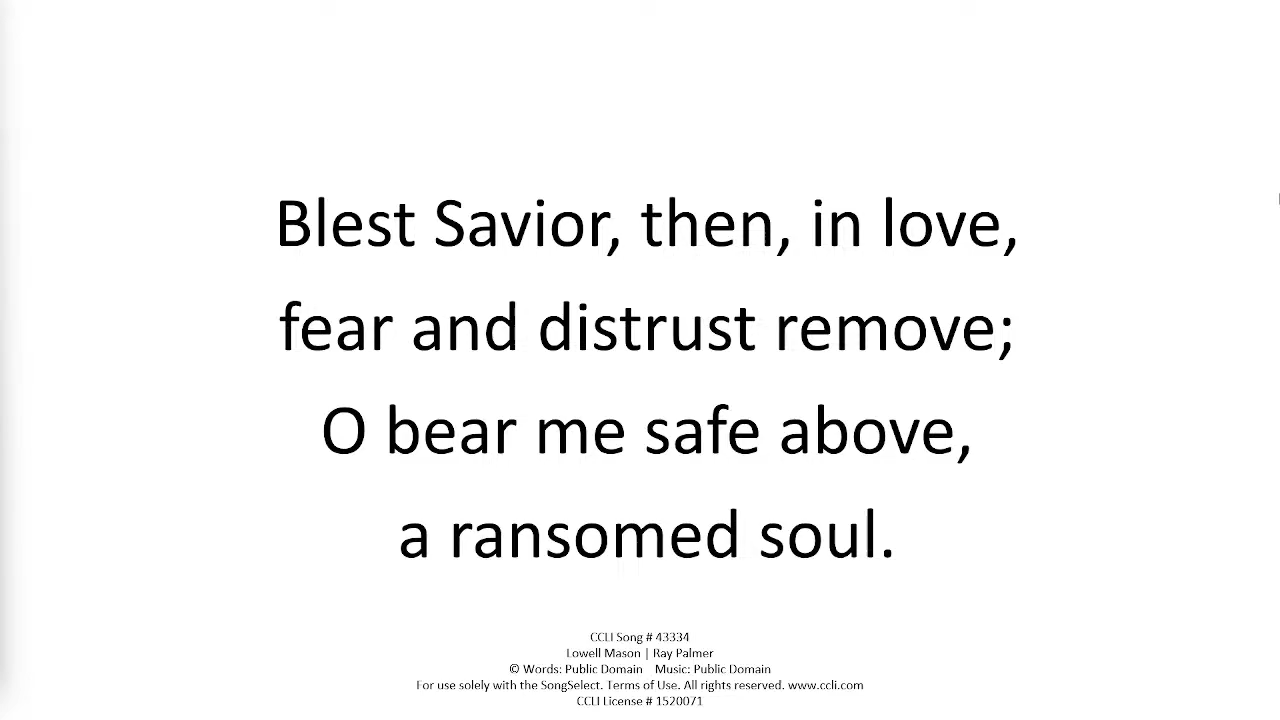 Blest Savior, then, in love,
fear and distrust remove;
O bear me safe above,
a ransomed soul.
CCLI Song # 43334
Lowell Mason | Ray Palmer
© Words: Public Domain Music: Public Domain
For use solely with the SongSelect. Terms of Use. All rights reserved. www.ccli.com
CCLI License # 1520071